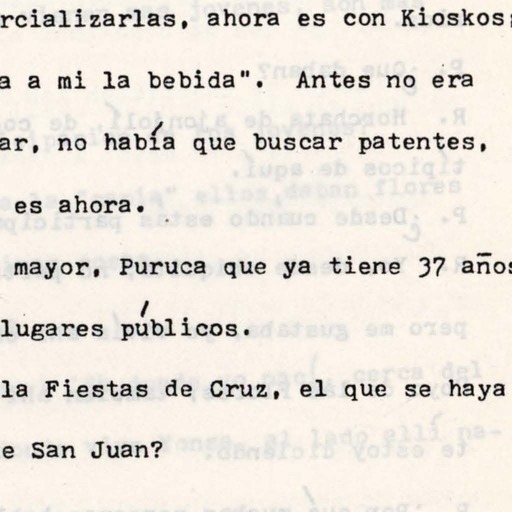 rcializarlas, ahora es con Kioskos;
a a mi la bebida". Antes no era
ar, no había que buscar patentes,
es ahora.
mayor, Puruca que ya tiene 37 años
lugares públicos.
la Fiesta de Cruz, el que se haya
e San Juan?